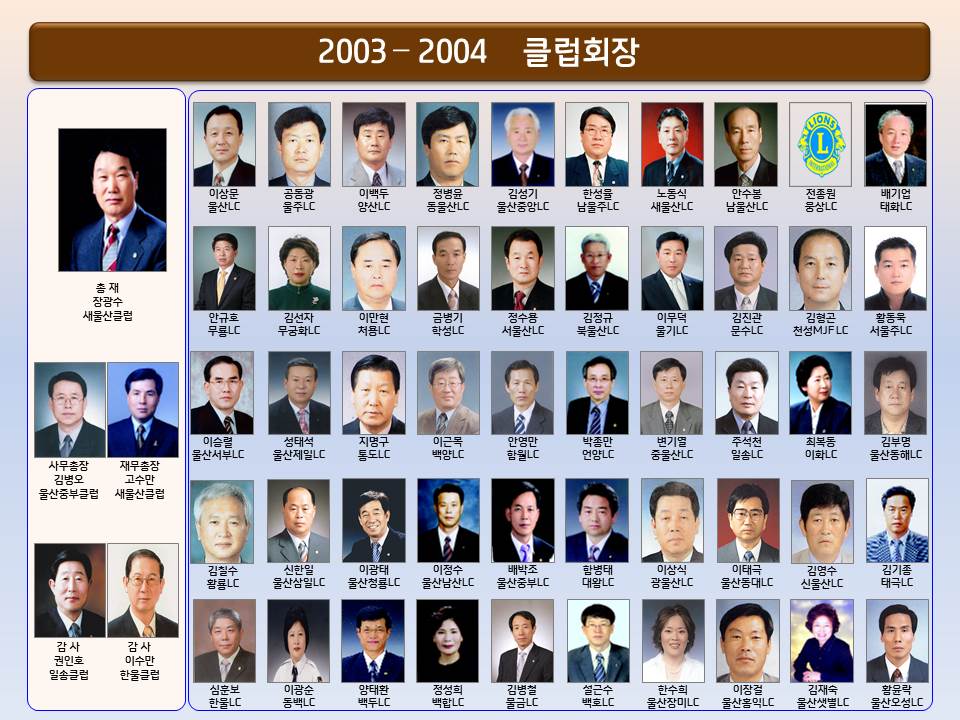 2003 – 2004 클럽회장
총 재
장광수
새울산클럽
사무총장
김병오
울산중부클럽
재무총장
고수만
새울산클럽
감 사
권인호
일송클럽
감 사
이수만
한울클럽
이상문
울산LC
공동광
울주LC
이백두
양산LC
정병윤
동울산LC
김성기
울산중앙LC
한성율
남울주LC
노동식
새울산LC
안수봉
남울산LC
LIONS
L
INTERNATIONAL
전종원
웅상LC
배기업
태화LC
안규호
무룡LC
김선자
무궁화LC
이만현
처용LC
금병기
학성LC
정수용
서울산LC
김정규
북울산LC
이무덕
울기LC
김진관
문수LC
김형곤
천성MJF LC
황동욱
서울주LC
이승렬
울산서부LC
성태석
울산제일LC
지명구
통도LC
이근목
백양LC
안영만
함월LC
박종만
언양LC
변기열
중울산LC
주석천
일송LC
최복동
이화LC
김부명
울산동해LC
김칠수
황룡LC
신한일
울산삼일LC
이광태
울산청룡LC
이정수
울산남산LC
배박조
울산중부LC
함병태
대왕LC
이상식
광울산LC
이태극
울산동대LC
김영수
신울산LC
김기종
태극LC
심훈보
한울LC
이광순
동백LC
양태환
백두LC
정성희
백합LC
김병철
물금LC
설근수
백호LC
한수희
울산장미LC
이장걸
울산홍익LC
김재숙
울산샛별LC
황윤락
울산오성LC